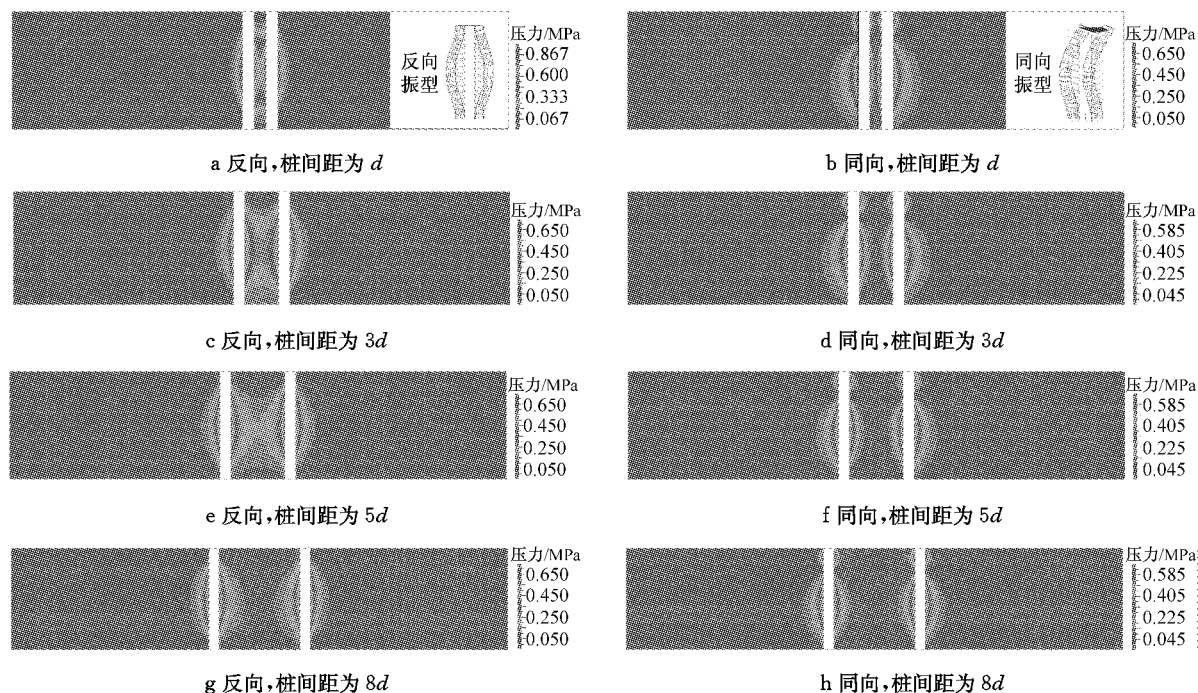 压力/MPa
0.867
0.600
0.333
0.067
反向
振型
a 反向,桩间距为 d
压力/MPa
0.650
0.450
0.250
0.050
同向
振型
b 同向,桩间距为 d
压力/MPa
0.650
0.450
0.250
0.050
c 反向,桩间距为 3d
压力/MPa
0.585
0.405
0.225
0.045
d 同向,桩间距为 3d
压力/MPa
0.650
0.450
0.250
0.050
e 反向,桩间距为 5d
压力/MPa
0.585
0.405
0.225
0.045
f 同向,桩间距为 5d
压力/MPa
0.650
0.450
0.250
0.050
g 反向,桩间距为 8d
压力/MPa
0.585
0.405
0.225
0.045
h 同向,桩间距为 8d